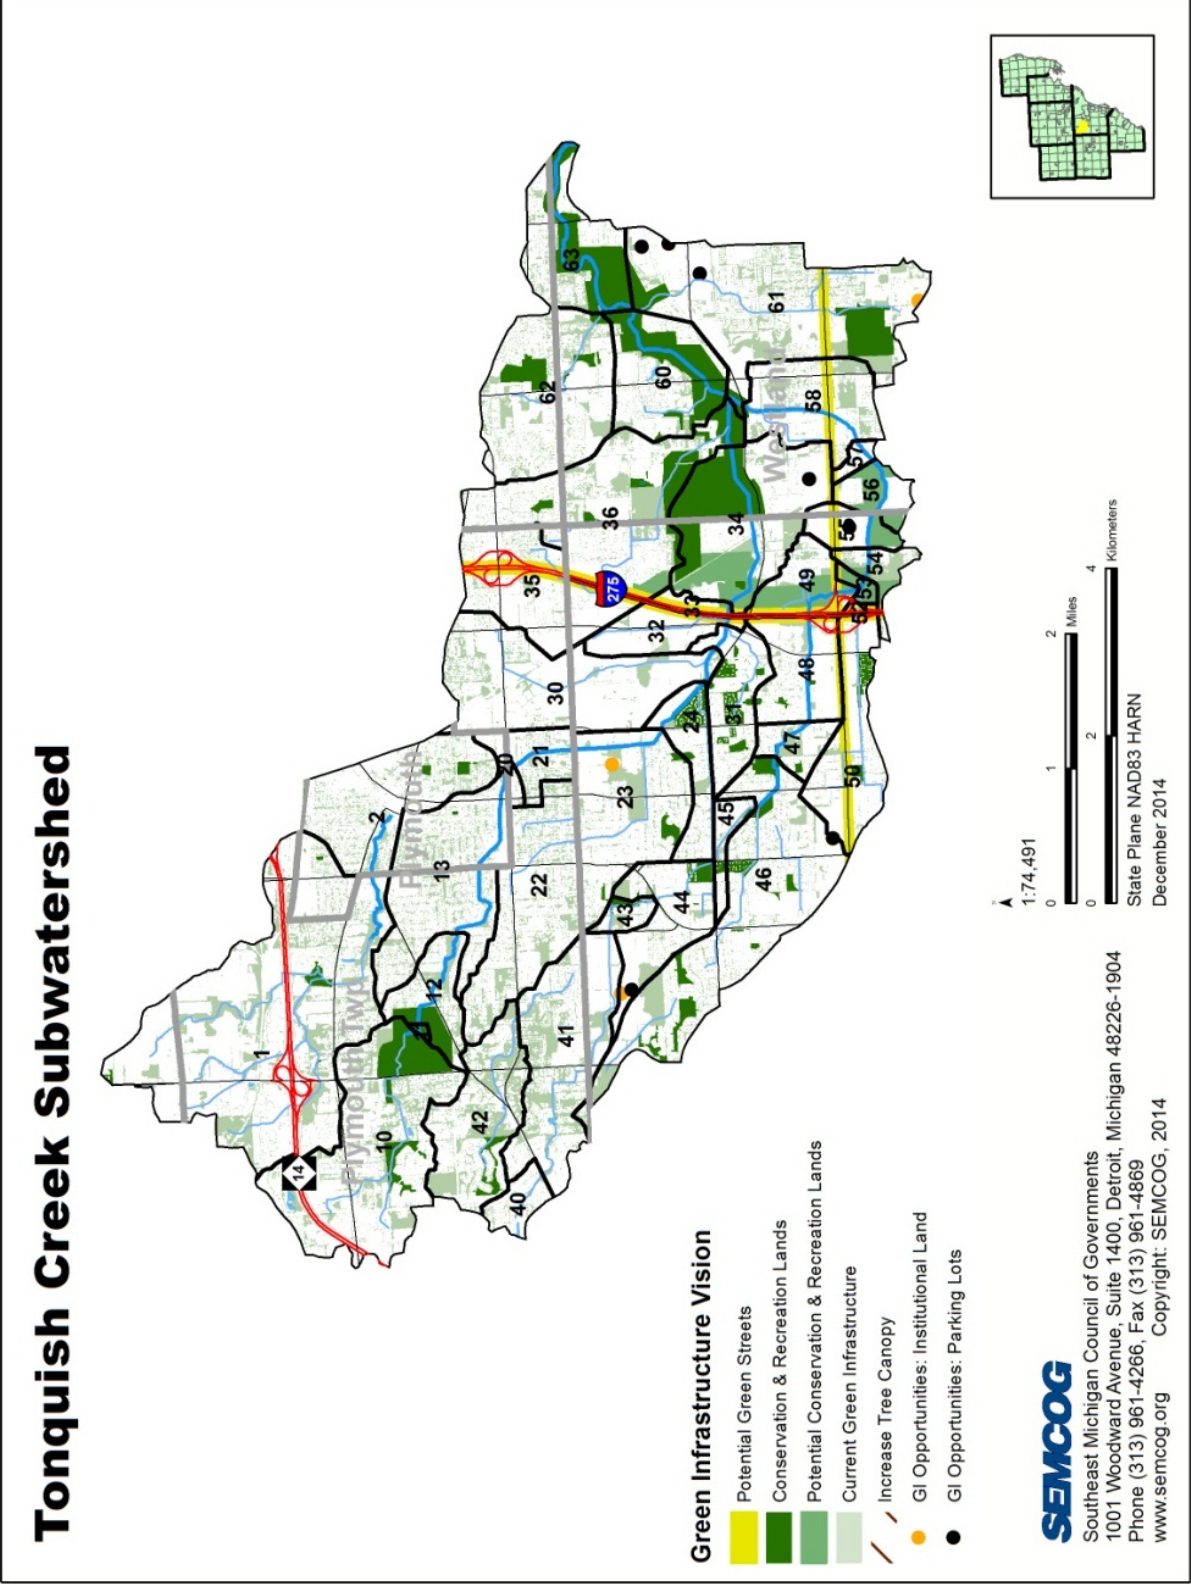 Tonquish Creek Subwatershed
1
2
10
11
12
13
20
21
22
23
24
30
31
32
33
34
35
36
40
41
42
43
44
45
46
47
48
49
50
52
53
54
56
57
58
60
61
62
63
14
275
Plymouth Twp
Plymouth
Westland
Green Infrastructure Vision
Potential Green Streets
Conservation & Recreation Lands
Potential Conservation & Recreation Lands
Current Green Infrastructure
Increase Tree Canopy
GI Opportunities: Institutional Land
GI Opportunities: Parking Lots
SEMCOG
Southeast Michigan Council of Governments
1001 Woodward Avenue, Suite 1400, Detroit, Michigan 48226-1904
Phone (313) 961-4266, Fax (313) 961-4869
www.semcog.org Copyright: SEMCOG, 2014
1:74,491
0 1 2
Miles
0 2 4
Kilometers
State Plane NAD83 HARN
December 2014